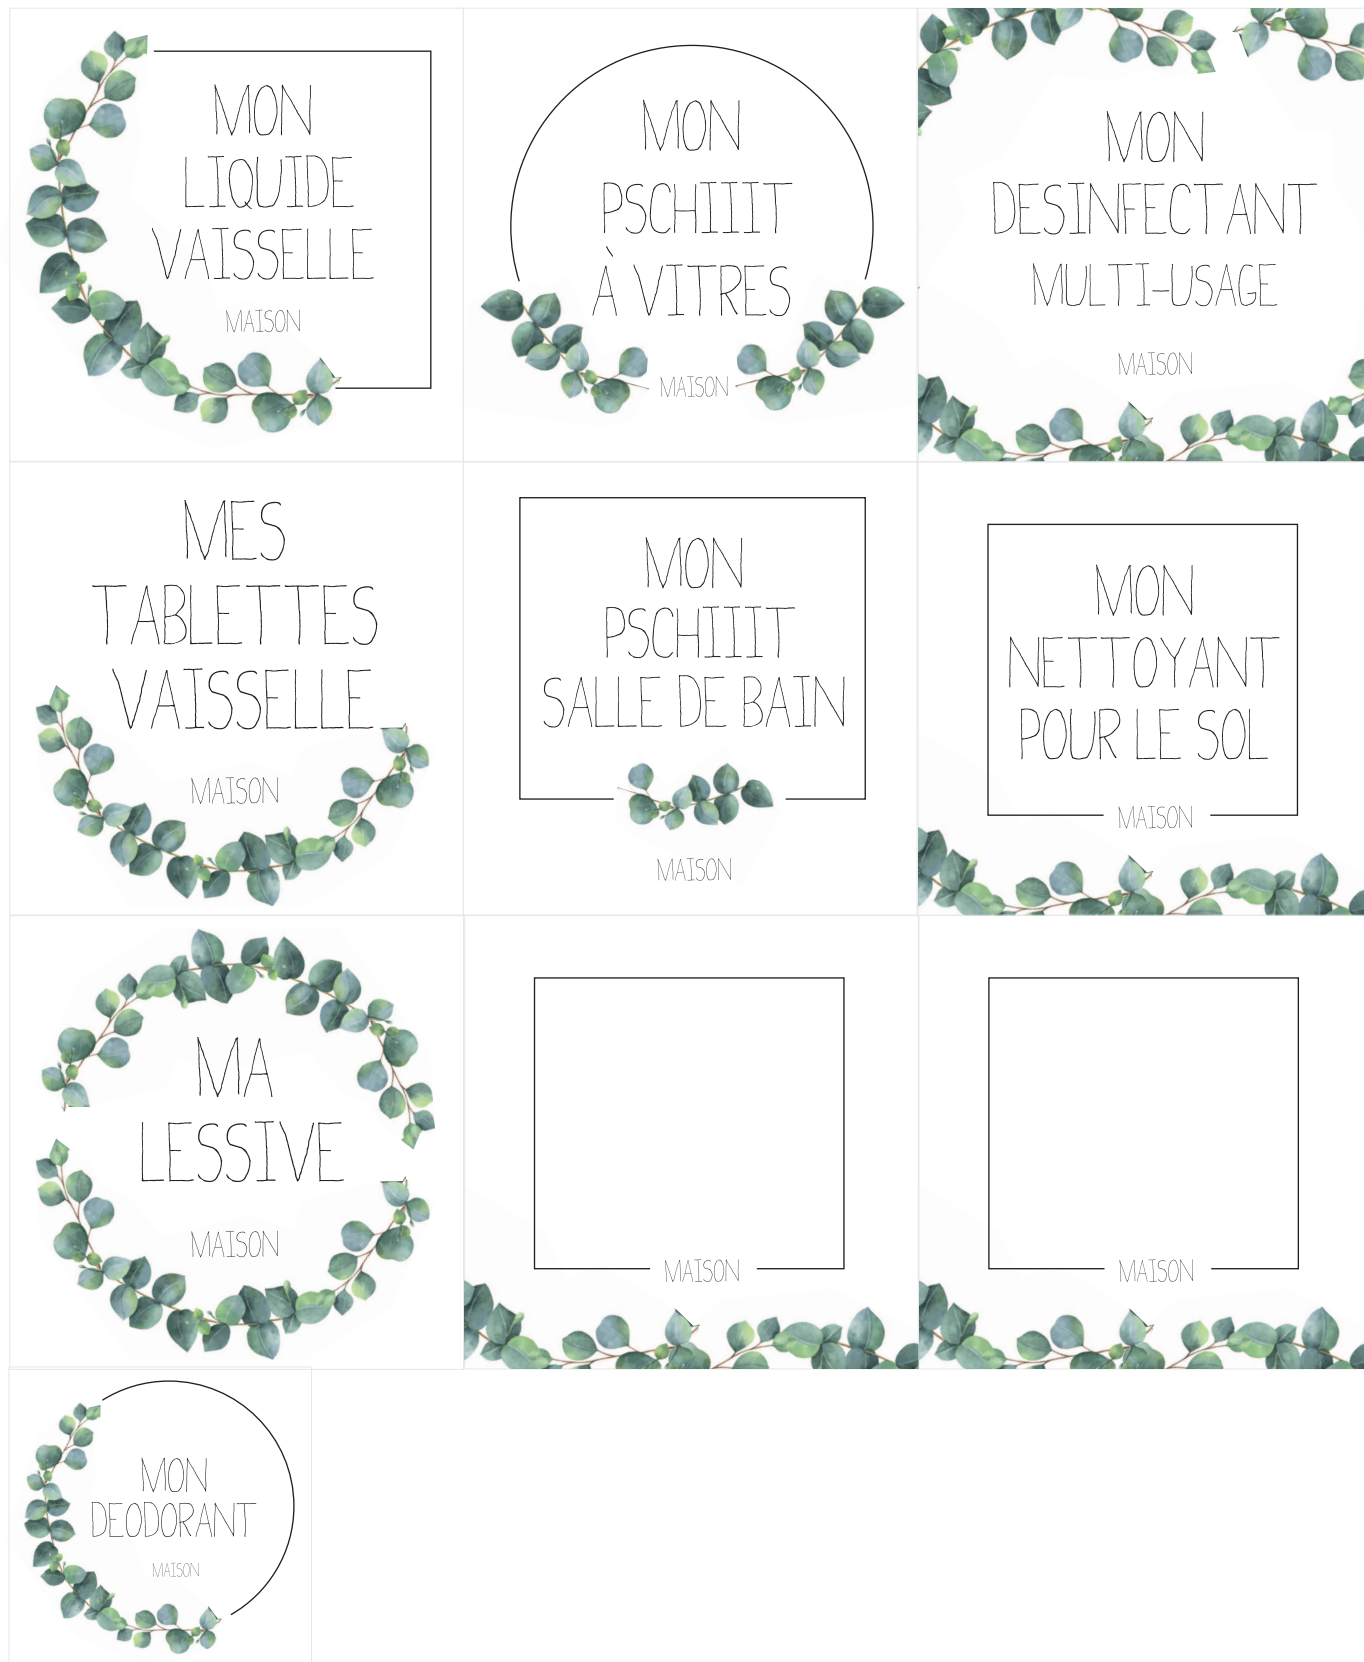 MON
LIQUIDE
VAISSELLE
MAISON
MON
PSCHIIIT
À VITRES
MAISON
MON
DESINFECTANT
MULTI-USAGE
MAISON
MES
TABLETTES
VAISSELLE
MAISON
MON
PSCHIIIT
SALLE DE BAIN
MAISON
MON
NETTOYANT
POUR LE SOL
MAISON
MA
LESSIVE
MAISON
MAISON
MAISON
MON
DEODORANT
MAISON